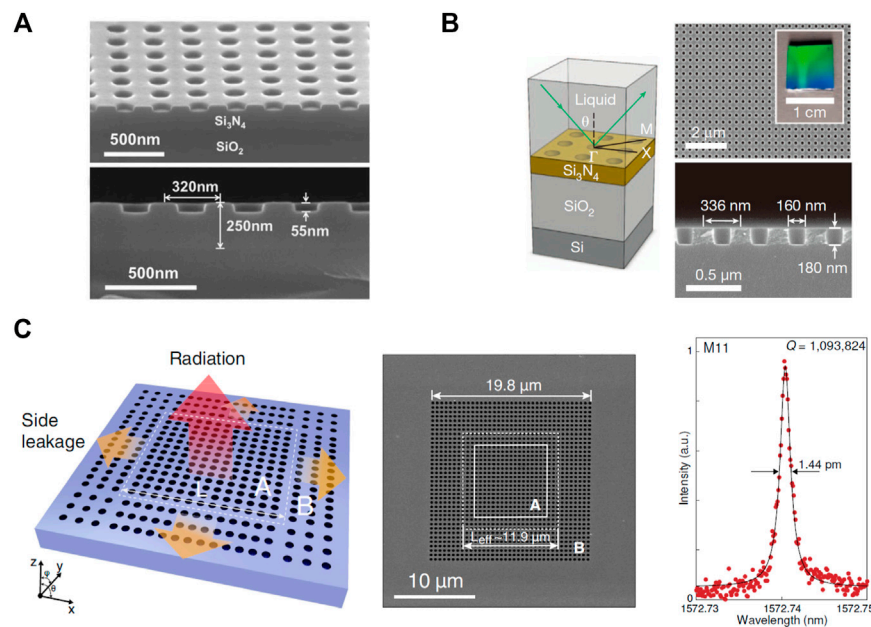 A
Si₃N₄
500nm
SiO₂
320nm
250nm
55nm
500nm
B
Liquid
θ
M
Γ
X
Si₃N₄
SiO₂
Si
1 cm
2 μm
336 nm
160 nm
0.5 μm
180 nm
C
Radiation
Side
leakage
L
A
B
z
φ
y
θ
x
19.8 μm
A
Leff~11.9 μm
B
10 μm
M11
Q = 1,093,824
1
Intensity (a.u.)
1.44 pm
0
1572.73
1572.74
1572.75
Wavelength (nm)